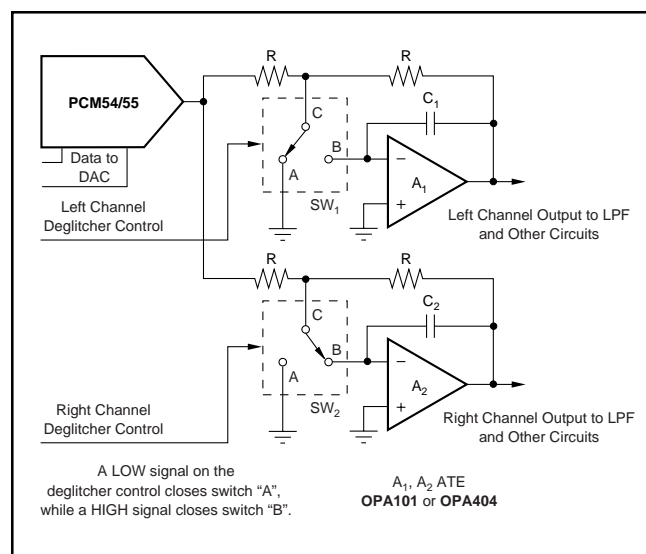 R
R
PCM54/55
C
C₁
Data to
DAC
B
–
A
A₁
+
Left Channel
Deglitcher Control
SW₁
Left Channel Output to LPF
and Other Circuits
R
R
C
C₂
B
–
A
A₂
+
Right Channel
Deglitcher Control
SW₂
Right Channel Output to LPF
and Other Circuits
A LOW signal on the
deglitcher control closes switch “A”,
while a HIGH signal closes switch “B”.
A₁, A₂ ATE
OPA101 or OPA404